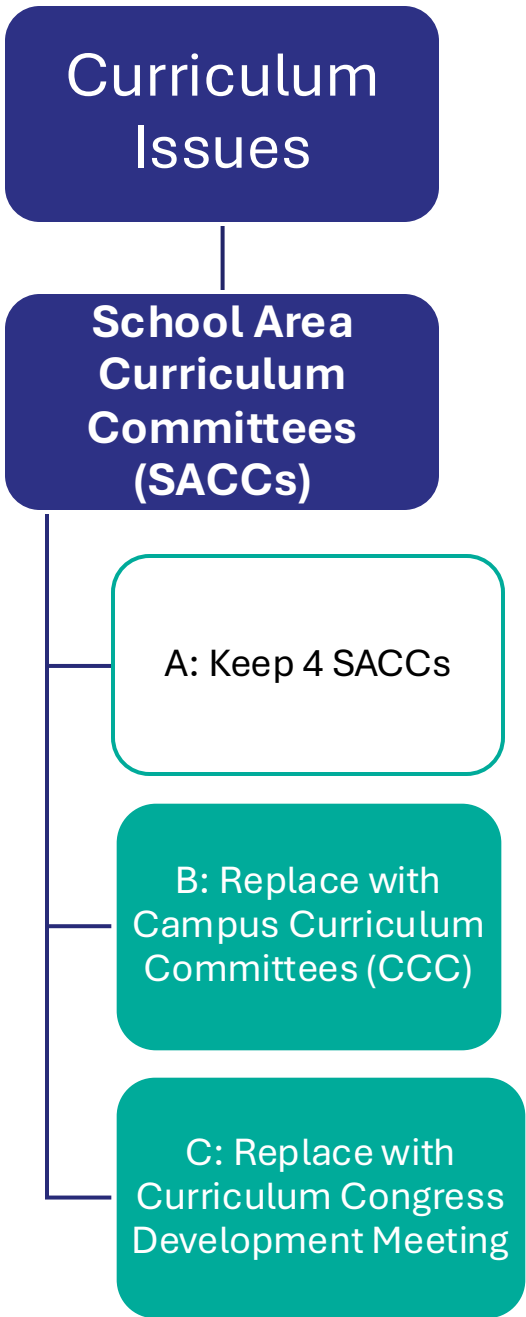 Curriculum
Issues
School Area
Curriculum
Committees
(SACCs)
A: Keep 4 SACCs
B: Replace with
Campus Curriculum
Committees (CCC)
C: Replace with
Curriculum Congress
Development Meeting